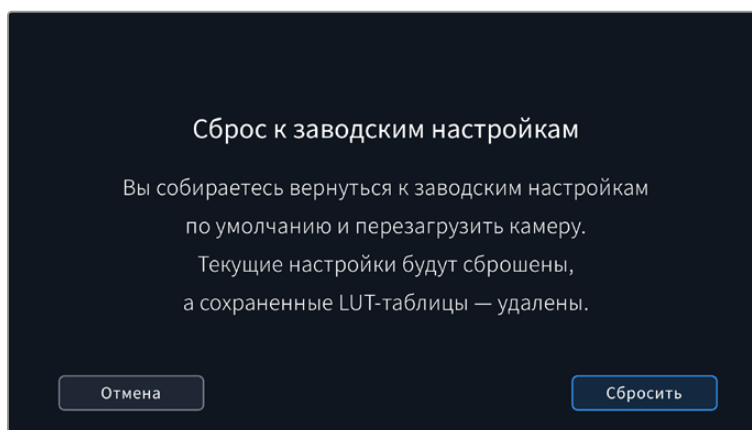 Сброс к заводским настройкам
Вы собираетесь вернуться к заводским настройкам
по умолчанию и перезагрузить камеру.
Текущие настройки будут сброшены,
а сохраненные LUT-таблицы — удалены.
Отмена
Сбросить